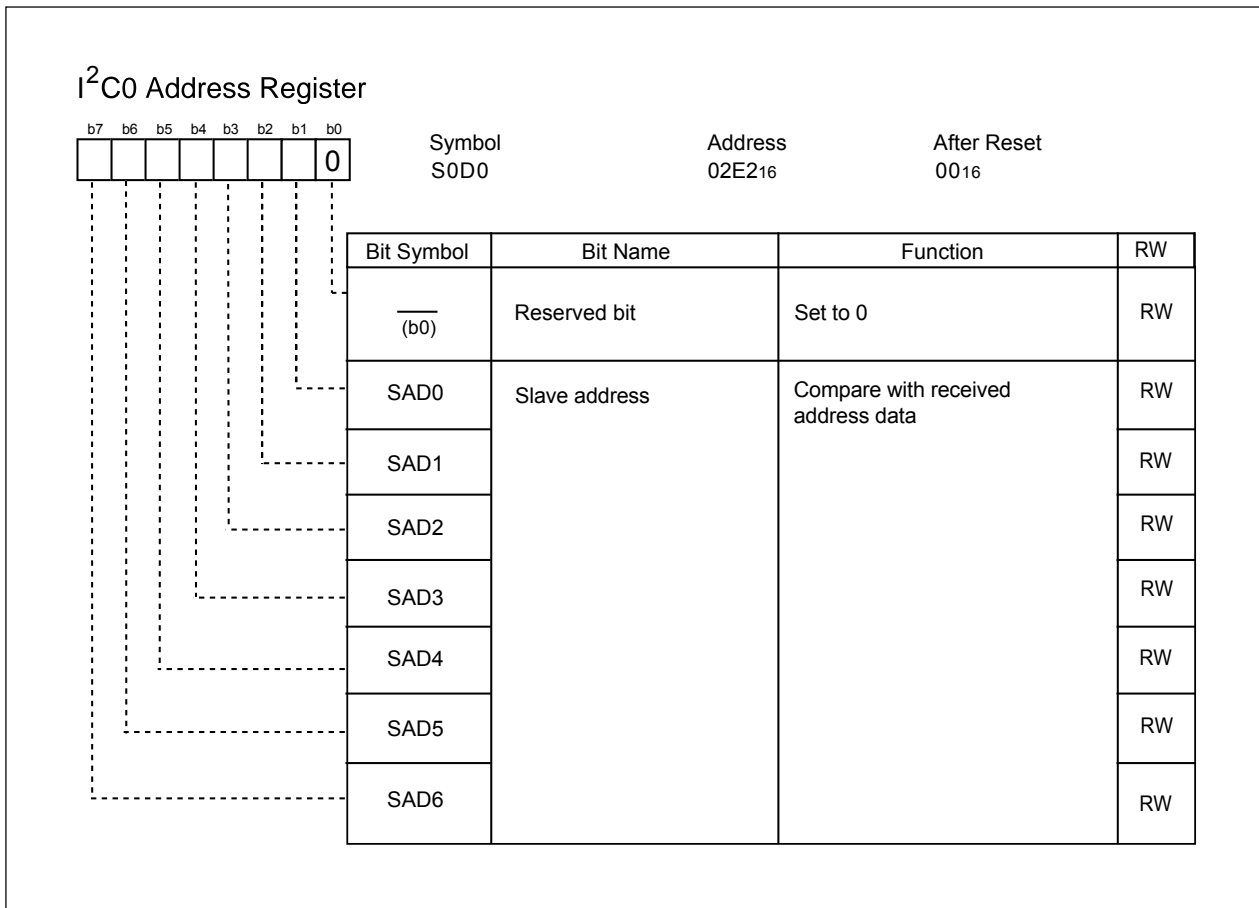 I²C0 Address Register
b7 b6 b5 b4 b3 b2 b1 b0
0
Symbol Address After Reset
S0D0 02E2₁₆ 00₁₆
Bit Symbol Bit Name Function RW
(b0) Reserved bit Set to 0 RW
SAD0 Slave address Compare with received address data RW
SAD1 RW
SAD2 RW
SAD3 RW
SAD4 RW
SAD5 RW
SAD6 RW